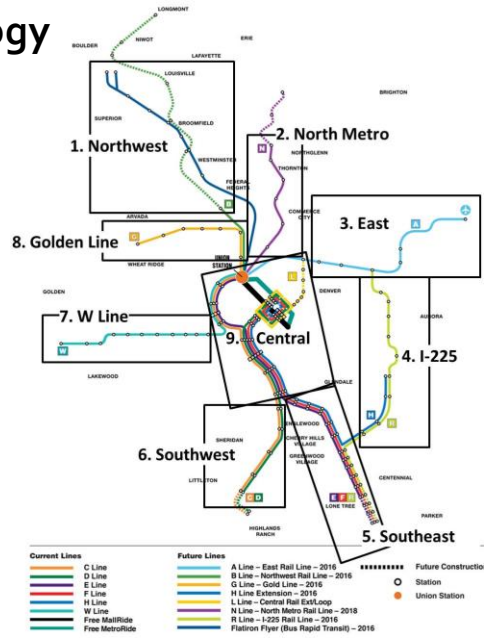 ogy
LONGMONT
BOULDER
NIWOT
ERIE
LAFAYETTE
LOUISVILLE
BRIGHTON
SUPERIOR
BROOMFIELD
1. Northwest
2. North Metro
WESTMINSTER
N
NORTHGLENN
THORNTON
FEDERAL
HEIGHTS
B
COMMERCE
CITY
3. East
A
ARVADA
8. Golden Line
G
WHEAT RIDGE
UNION
STATION
L
GOLDEN
DENVER
7. W Line
9. Central
AURORA
W
4. I-225
LAKEWOOD
GLENDALE
H
R
ENGLEWOOD
SHERIDAN
CHERRY HILLS
VILLAGE
6. Southwest
GREENWOOD
VILLAGE
LITTLETON
CENTENNIAL
C D
E F R
LONE TREE
PARKER
HIGHLANDS
RANCH
5. Southeast
Current Lines
C Line
D Line
E Line
F Line
H Line
W Line
Free MallRide
Free MetroRide
Future Lines
A Line – East Rail Line – 2016
B Line – Northwest Rail Line – 2016
G Line – Gold Line – 2016
H Line Extension – 2016
L Line – Central Rail Ext/Loop
N Line – North Metro Rail Line – 2018
R Line – I-225 Rail Line – 2016
Flatiron Flyer (Bus Rapid Transit) – 2016
Future Constructio
Station
Union Station